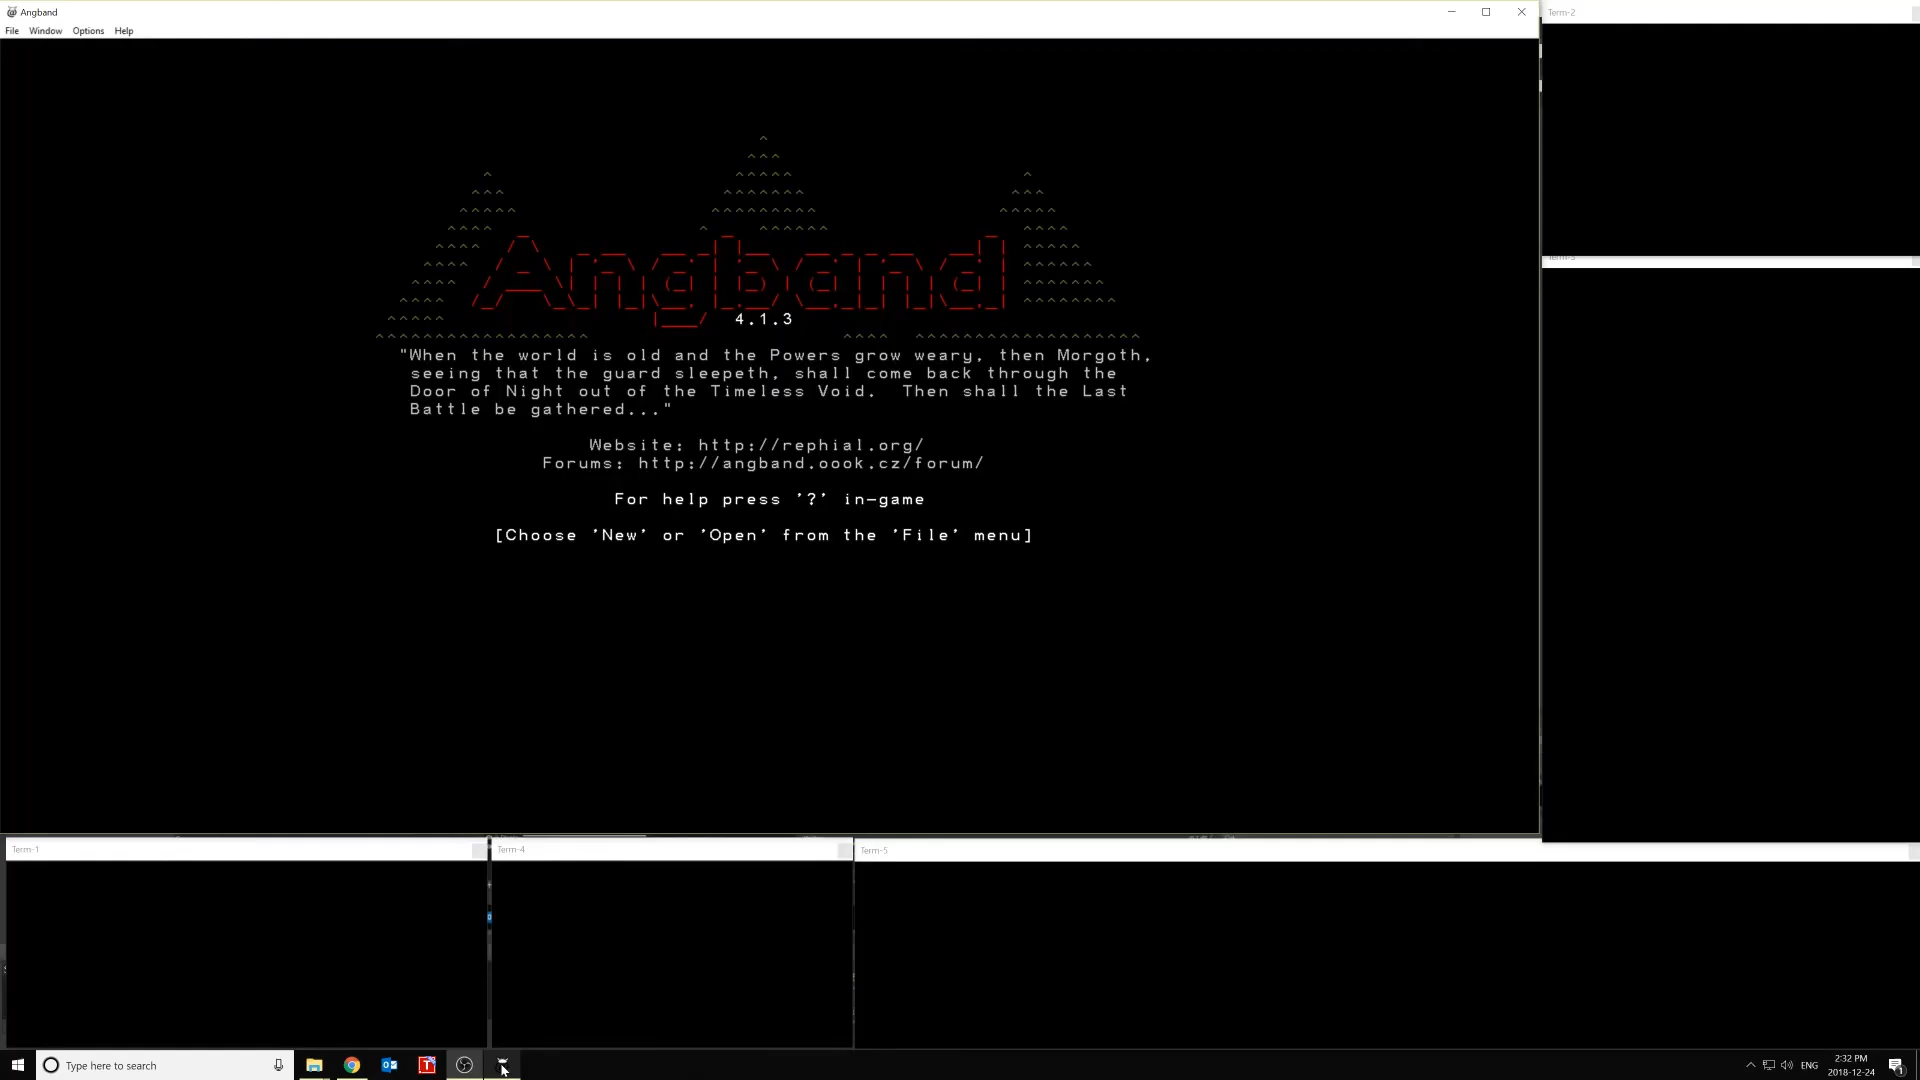 Angband
File Window Options Help
Term-2
Angband
4.1.3
"When the world is old and the Powers grow weary, then Morgoth,
seeing that the guard sleepeth, shall come back through the
Door of Night out of the Timeless Void. Then shall the Last
Battle be gathered..."
Website: http://rephial.org/
Forums: http://angband.oook.cz/forum/
For help press '?' in-game
[Choose 'New' or 'Open' from the 'File' menu]
Term-1
Term-4
Term-5
Type here to search
ENG
2:32 PM
2018-12-24